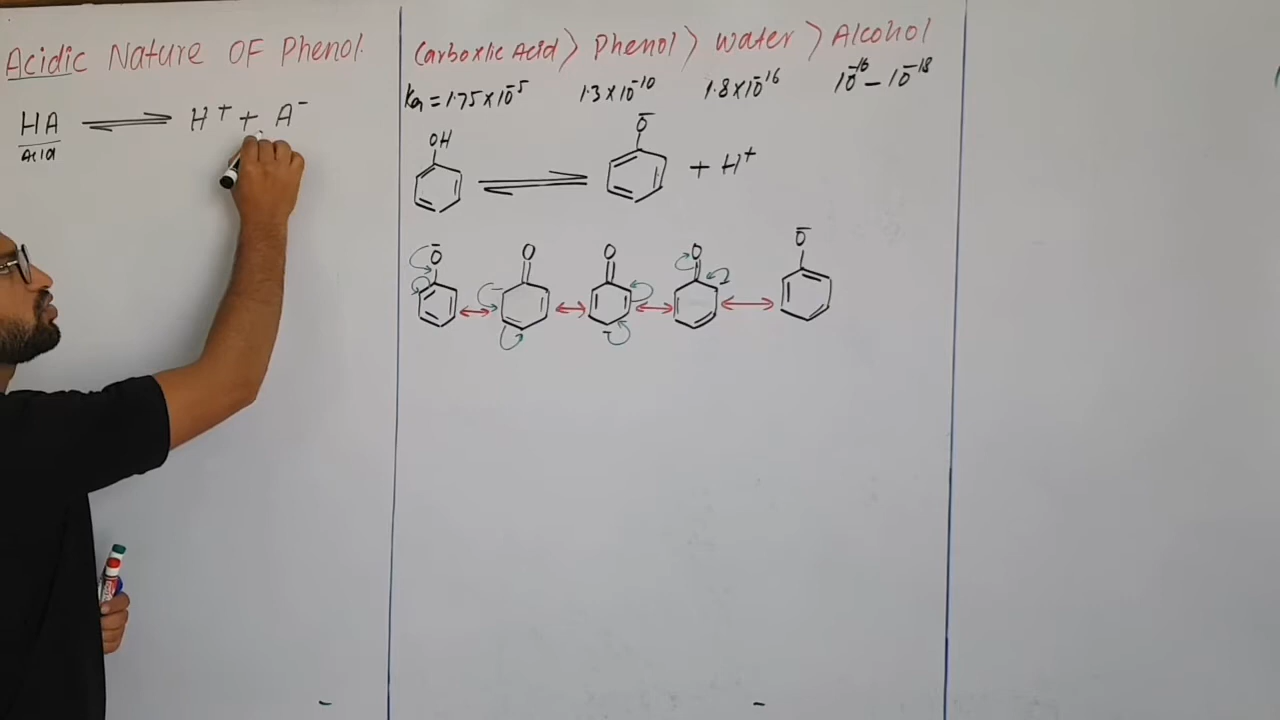 Acidic Nature OF Phenol.
HA ⇌ H⁺ + A⁻
Acid
Carboxlic Acid > Phenol > Water > Alcohol
Ka = 1.75×10⁻⁵ 1.3×10⁻¹⁰ 1.8×10⁻¹⁶ 10⁻¹⁶ – 10⁻¹⁸
OH ⇌ O⁻ + H⁺
O⁻ ↔ O ↔ O ↔ O ↔ O⁻